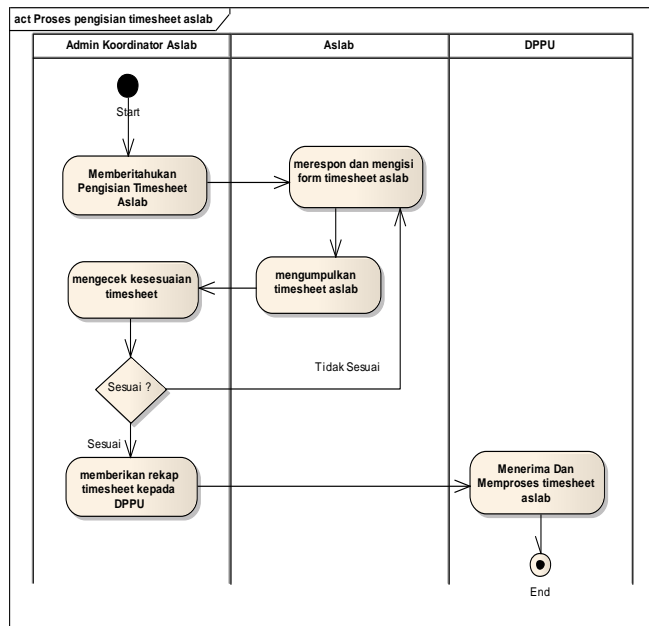 act Proses pengisian timesheet aslab
Admin Koordinator Aslab
Aslab
DPPU
Start
Memberitahukan
Pengisian Timesheet
Aslab
merespon dan mengisi
form timesheet aslab
mengecek kesesuaian
timesheet
mengumpulkan
timesheet aslab
Tidak Sesuai
Sesuai ?
Sesuai
memberikan rekap
timesheet kepada
DPPU
Menerima Dan
Memproses timesheet
aslab
End